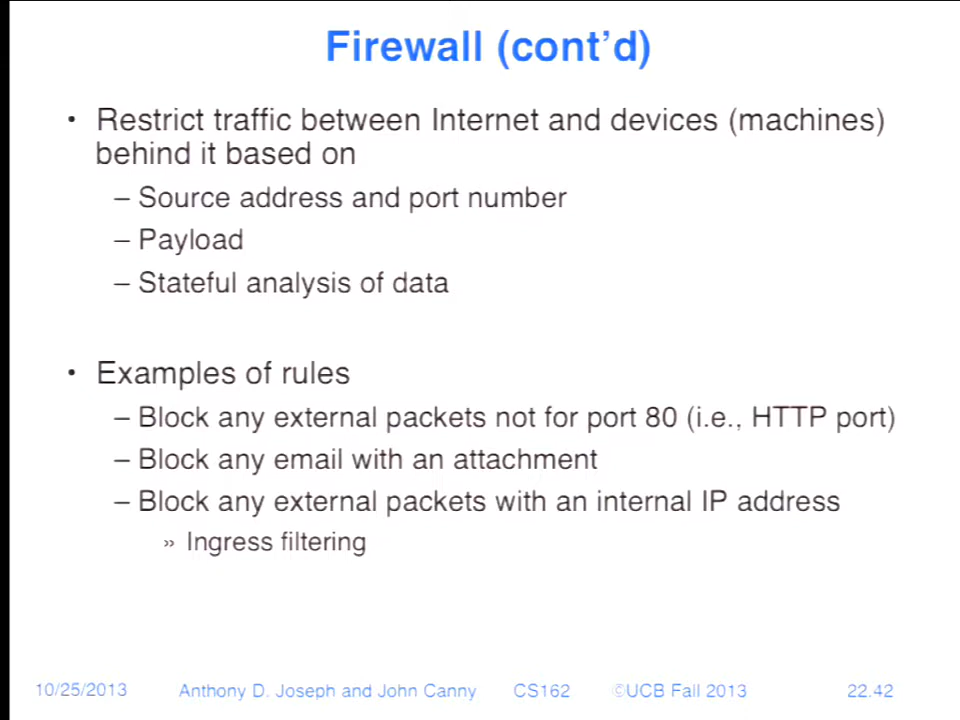 Firewall (cont’d)
• Restrict traffic between Internet and devices (machines)
behind it based on
– Source address and port number
– Payload
– Stateful analysis of data
• Examples of rules
– Block any external packets not for port 80 (i.e., HTTP port)
– Block any email with an attachment
– Block any external packets with an internal IP address
» Ingress filtering
10/25/2013 Anthony D. Joseph and John Canny CS162 ©UCB Fall 2013 22.42